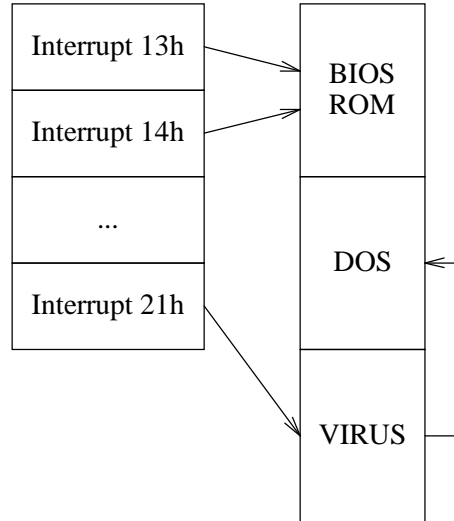 Interrupt 13h
Interrupt 14h
...
Interrupt 21h
BIOS
ROM
DOS
VIRUS